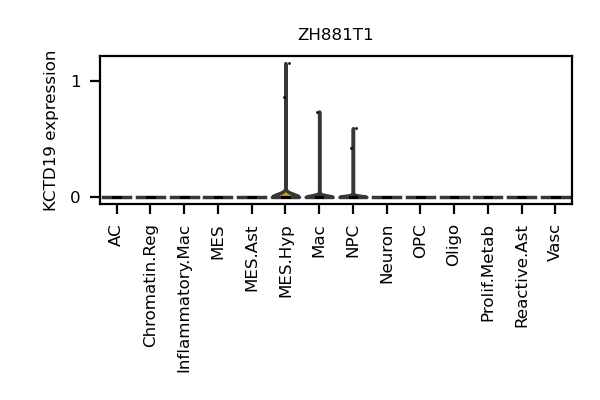 ZH881T1
KCTD19 expression
1
0
AC
Chromatin.Reg
Inflammatory.Mac
MES
MES.Ast
MES.Hyp
Mac
NPC
Neuron
OPC
Oligo
Prolif.Metab
Reactive.Ast
Vasc